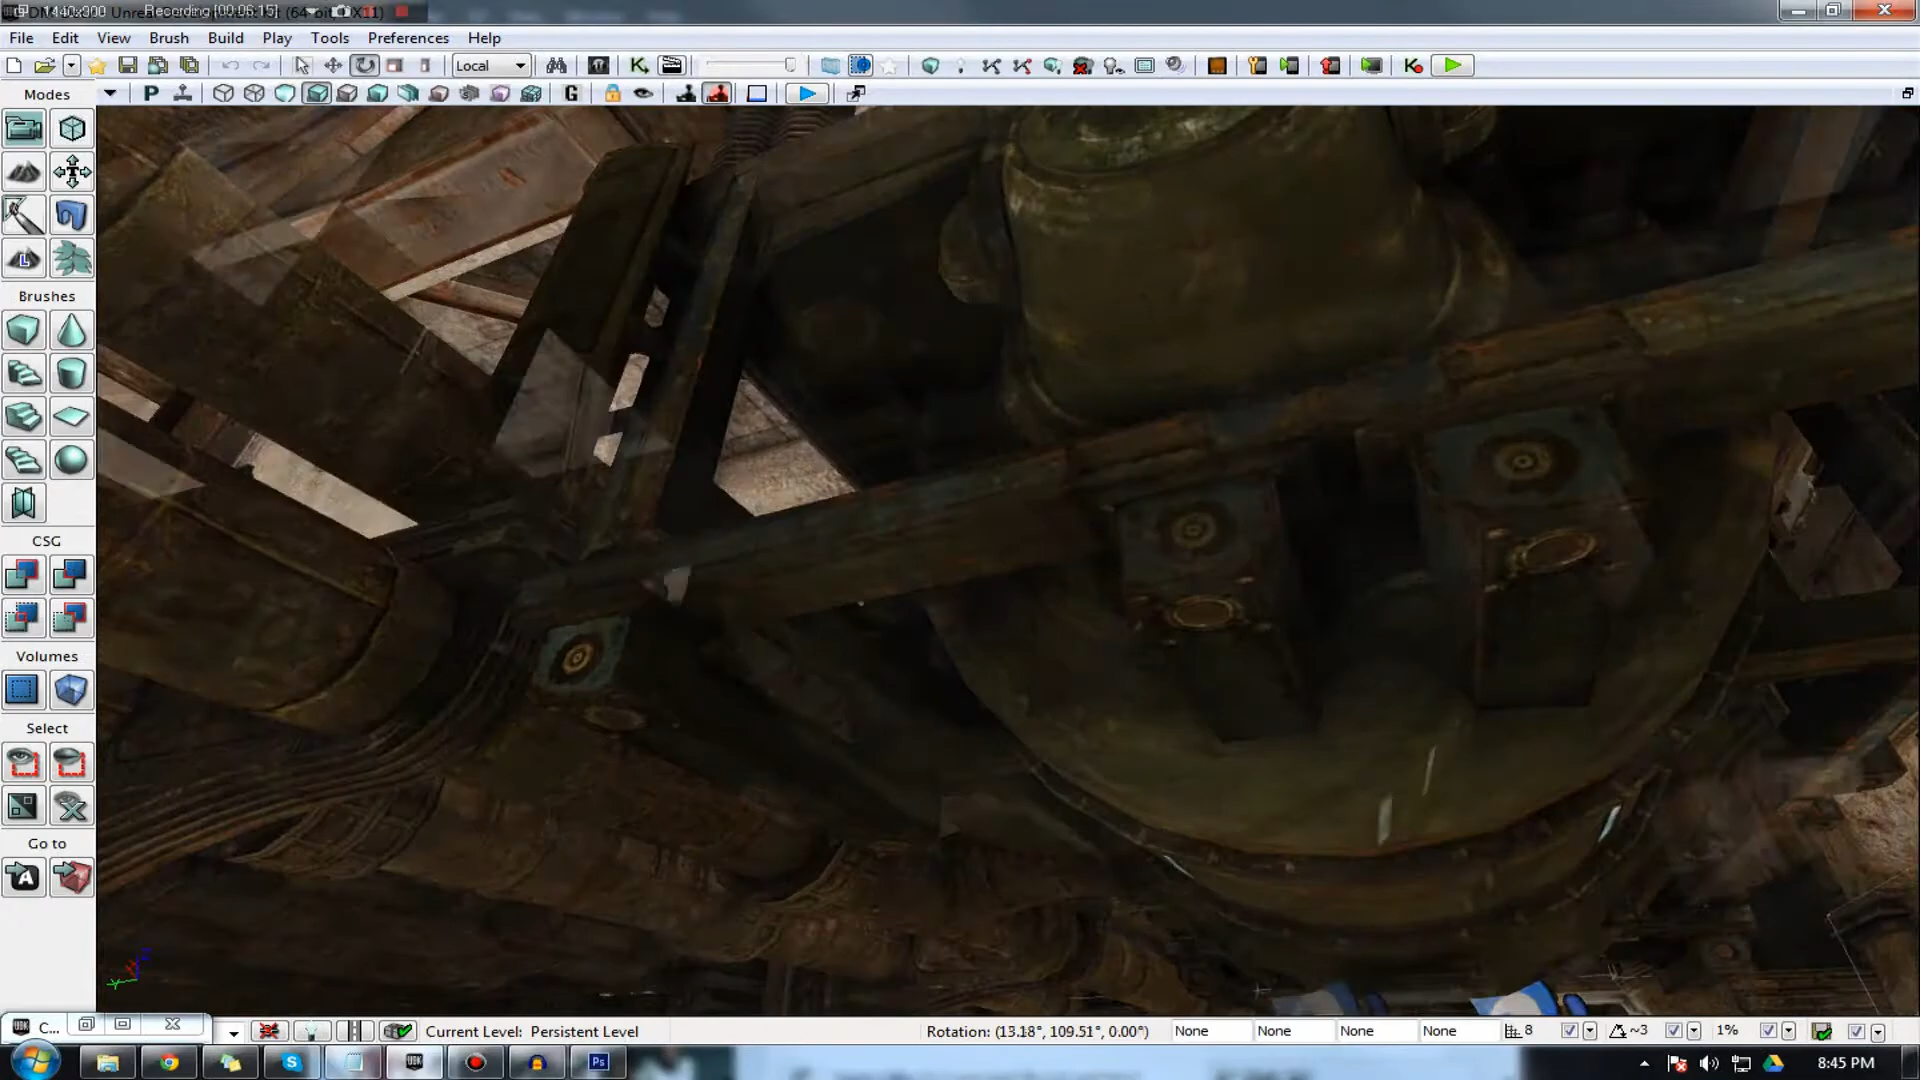 1440x900
Recording [00:06:15]
File Edit View Brush Build Play Tools Preferences Help
Local
Modes
P
G
Brushes
CSG
Volumes
Select
Go to
C...
Current Level: Persistent Level
Rotation: (13.18°, 109.51°, 0.00°)
None None None None
8
~3
1%
8:45 PM